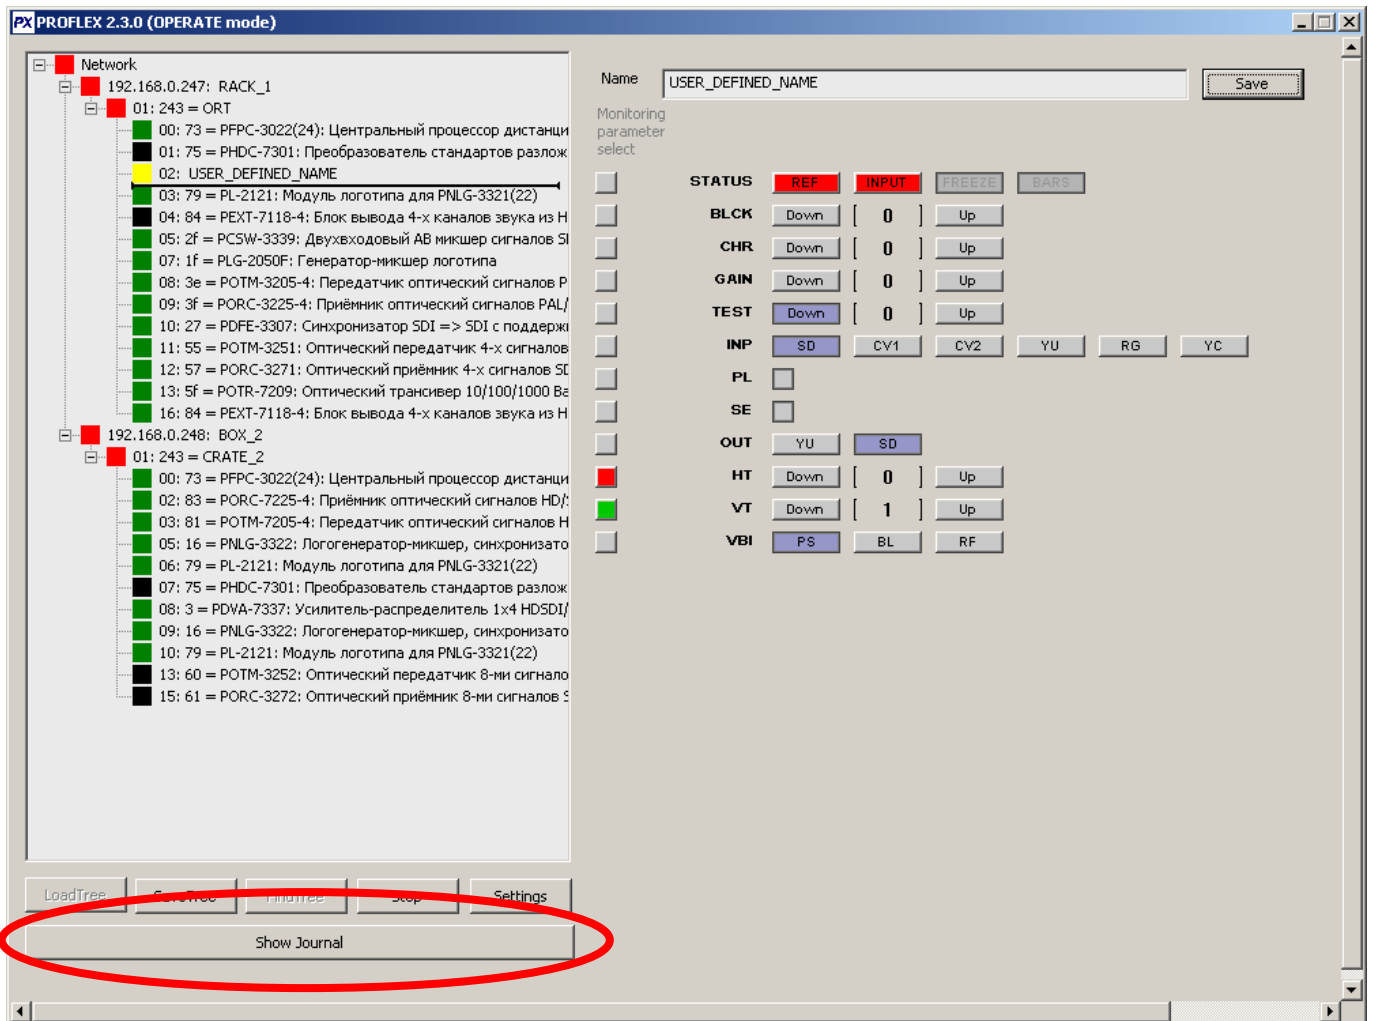 PX PROFLEX 2.3.0 (OPERATE mode)
Network
192.168.0.247: RACK_1
01: 243 = ORT
00: 73 = PFPC-3022(24): Центральный процессор дистанци
01: 75 = PHDC-7301: Преобразователь стандартов разлож
02: USER_DEFINED_NAME
03: 79 = PL-2121: Модуль логотипа для PNLG-3321(22)
04: 84 = PEXT-7118-4: Блок вывода 4-х каналов звука из H
05: 2f = PCSW-3339: Двухвходовый АВ микшер сигналов SI
07: 1f = PLG-2050F: Генератор-микшер логотипа
08: 3e = POTM-3205-4: Передатчик оптический сигналов P
09: 3f = PORC-3225-4: Приёмник оптический сигналов PAL/
10: 27 = PDFE-3307: Синхронизатор SDI => SDI с поддержк
11: 55 = POTM-3251: Оптический передатчик 4-х сигналов
12: 57 = PORC-3271: Оптический приёмник 4-х сигналов SD
13: 5f = POTR-7209: Оптический трансивер 10/100/1000 Ba
16: 84 = PEXT-7118-4: Блок вывода 4-х каналов звука из H
192.168.0.248: BOX_2
01: 243 = CRATE_2
00: 73 = PFPC-3022(24): Центральный процессор дистанци
02: 83 = PORC-7225-4: Приёмник оптический сигналов HD/
03: 81 = POTM-7205-4: Передатчик оптический сигналов H
05: 16 = PNLG-3322: Логогенератор-микшер, синхронизато
06: 79 = PL-2121: Модуль логотипа для PNLG-3321(22)
07: 75 = PHDC-7301: Преобразователь стандартов разлож
08: 3 = PDVA-7337: Усилитель-распределитель 1x4 HDSDI/
09: 16 = PNLG-3322: Логогенератор-микшер, синхронизато
10: 79 = PL-2121: Модуль логотипа для PNLG-3321(22)
13: 60 = POTM-3252: Оптический передатчик 8-ми сигнало
15: 61 = PORC-3272: Оптический приёмник 8-ми сигналов S
LoadTree SaveTree FindTree Stop Settings
Show Journal
Name USER_DEFINED_NAME Save
Monitoring
parameter
select
STATUS REF INPUT FREEZE BARS
BLCK Down [ 0 ] Up
CHR Down [ 0 ] Up
GAIN Down [ 0 ] Up
TEST Down [ 0 ] Up
INP SD CV1 CV2 YU RG YC
PL
SE
OUT YU SD
HT Down [ 0 ] Up
VT Down [ 1 ] Up
VBI PS BL RF